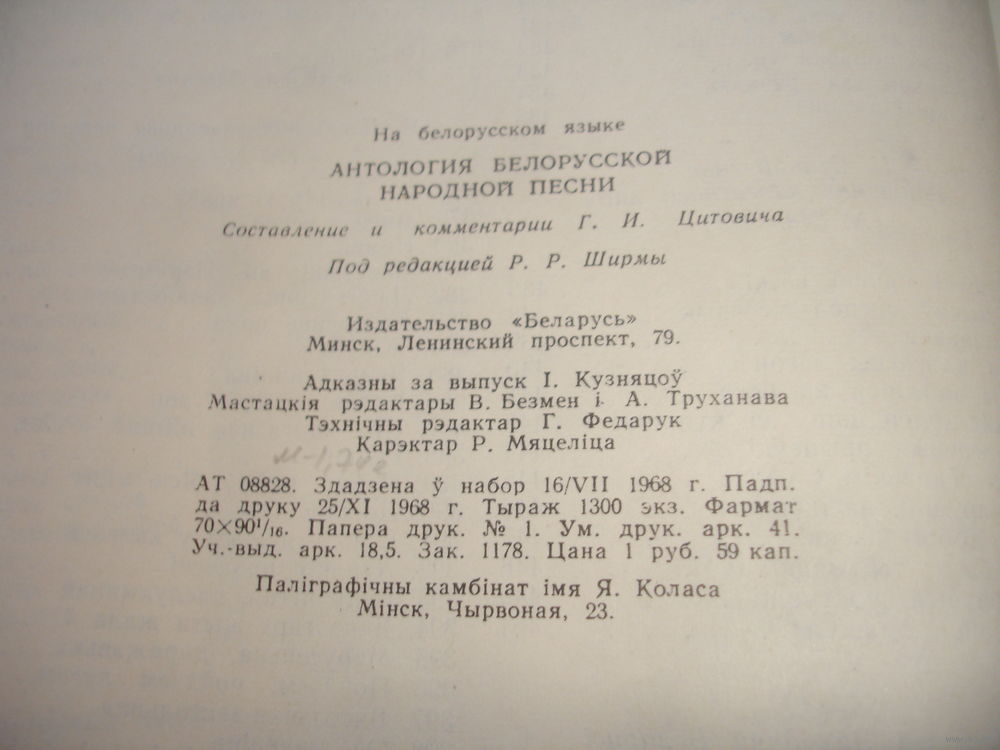 На белорусском языке
АНТОЛОГИЯ БЕЛОРУССКОЙ
НАРОДНОЙ ПЕСНИ
Составление и комментарии Г. И. Цитовича
Под редакцией Р. Р. Ширмы
Издательство «Беларусь»
Минск, Ленинский проспект, 79.
Адказны за выпуск І. Кузняцоў
Мастацкія рэдактары В. Безмен і А. Труханава
Тэхнічны рэдактар Г. Федарук
Карэктар Р. Мяцеліца
АТ 08828. Здадзена ў набор 16/VII 1968 г. Падп.
да друку 25/XI 1968 г. Тыраж 1300 экз. Фармат
70×90¹/₁₆. Папера друк. № 1. Ум. друк. арк. 41.
Уч.-выд. арк. 18,5. Зак. 1178. Цана 1 руб. 59 кап.
Паліграфічны камбінат імя Я. Коласа
Мінск, Чырвоная, 23.